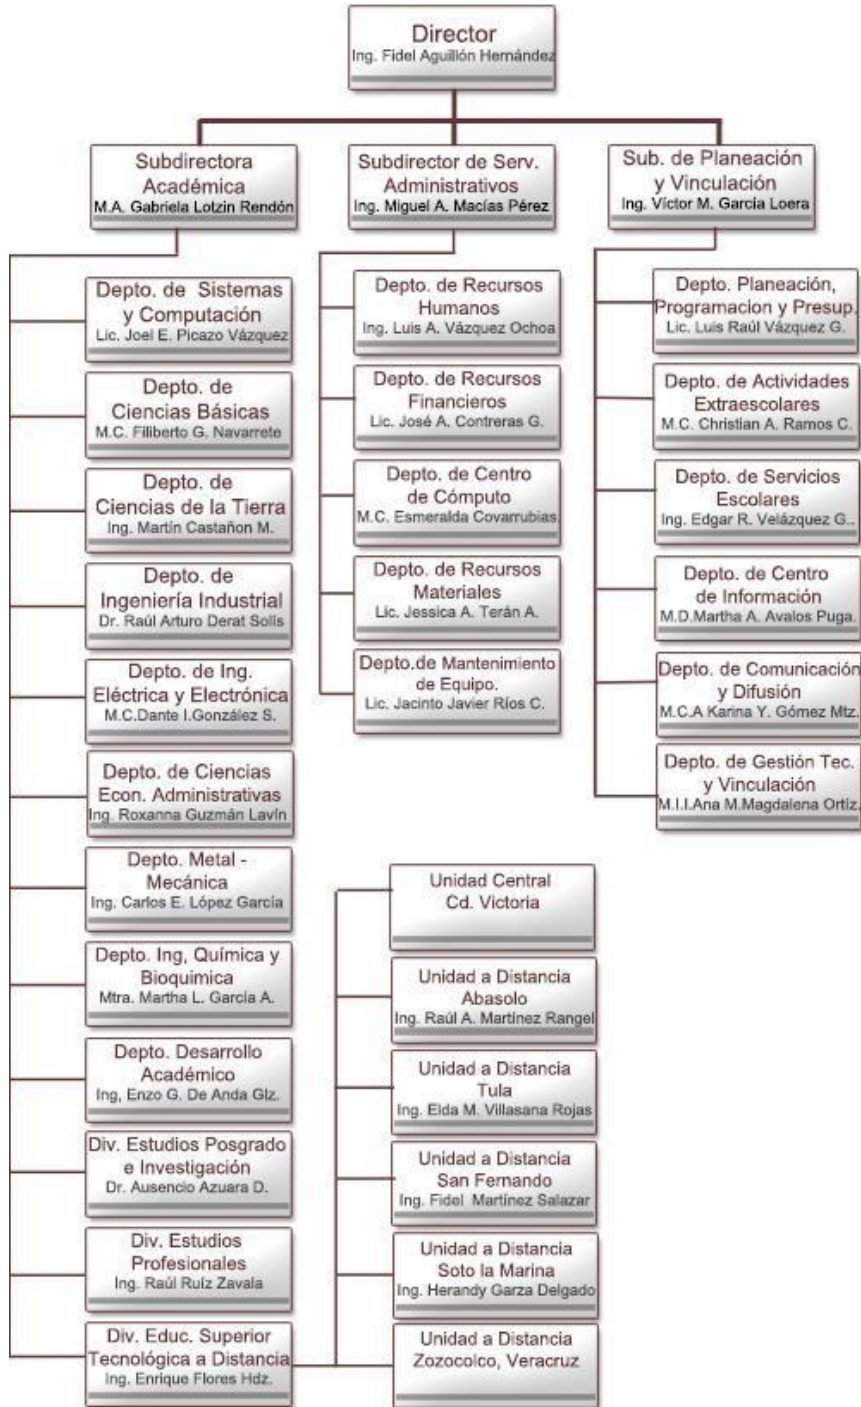 Director
Ing. Fidel Aguillón Hernández
Subdirectora
Académica
M.A. Gabriela Lotzin Rendón
Subdirector de Serv.
Administrativos
Ing. Miguel A. Macías Pérez
Sub. de Planeación
y Vinculación
Ing. Víctor M. García Loera
Depto. de Sistemas
y Computación
Lic. Joel E. Picazo Vázquez
Depto. de
Ciencias Básicas
M.C. Filiberto G. Navarrete
Depto. de
Ciencias de la Tierra
Ing. Martín Castañon M.
Depto. de
Ingeniería Industrial
Dr. Raúl Arturo Derat Solís
Depto. de Ing.
Eléctrica y Electrónica
M.C.Dante I.González S.
Depto. de Ciencias
Econ. Administrativas
Ing. Roxanna Guzmán Lavín
Depto. Metal -
Mecánica
Ing. Carlos E. López García
Depto. Ing, Química y
Bioquimica
Mtra. Martha L. García A.
Depto. Desarrollo
Académico
Ing, Enzo G. De Anda Glz.
Div. Estudios Posgrado
e Investigación
Dr. Ausencio Azuara D.
Div. Estudios
Profesionales
Ing. Raúl Ruíz Zavala
Div. Educ. Superior
Tecnológica a Distancia
Ing. Enrique Flores Hdz.
Unidad Central
Cd. Victoria
Unidad a Distancia
Abasolo
Ing. Raúl A. Martínez Rangel
Unidad a Distancia
Tula
Ing. Elda M. Villasana Rojas
Unidad a Distancia
San Fernando
Ing. Fidel Martínez Salazar
Unidad a Distancia
Soto la Marina
Ing. Herandy Garza Delgado
Unidad a Distancia
Zozocolco, Veracruz
Depto. de Recursos
Humanos
Ing. Luis A. Vázquez Ochoa
Depto. de Recursos
Financieros
Lic. José A. Contreras G.
Depto. de Centro
de Cómputo
M.C. Esmeralda Covarrubias.
Depto. de Recursos
Materiales
Lic. Jessica A. Terán A.
Depto.de Mantenimiento
de Equipo.
Lic. Jacinto Javier Ríos C.
Depto. Planeación,
Programacion y Presup.
Lic. Luis Raúl Vázquez G.
Depto. de Actividades
Extraescolares
M.C. Christian A. Ramos C.
Depto. de Servicios
Escolares
Ing. Edgar R. Velázquez G..
Depto. de Centro
de Información
M.D.Martha A. Avalos Puga.
Depto. de Comunicación
y Difusión
M.C.A Karina Y. Gómez Mtz.
Depto. de Gestión Tec.
y Vinculación
M.I.I.Ana M.Magdalena Ortíz.